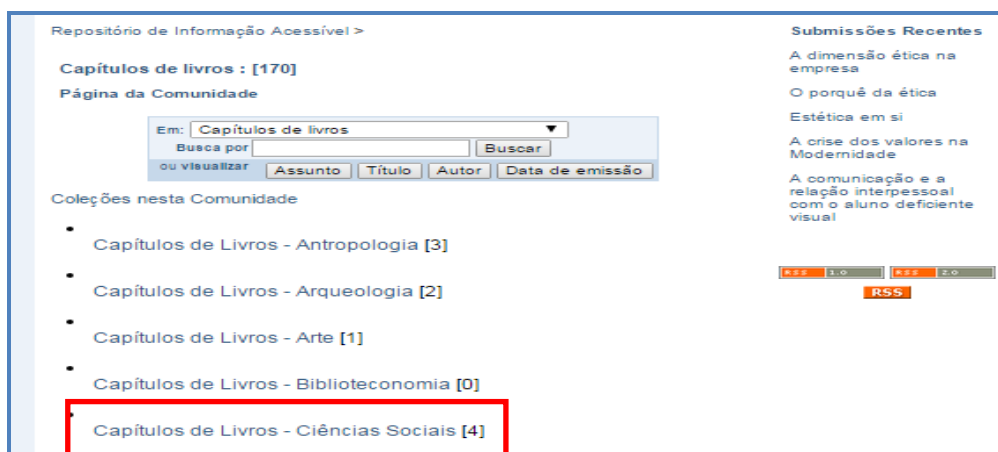 Repositório de Informação Acessível >
Capítulos de livros : [170]
Página da Comunidade
Em: Capítulos de livros
Busca por Buscar
ou visualizar Assunto Título Autor Data de emissão
Coleções nesta Comunidade
Capítulos de Livros - Antropologia [3]
Capítulos de Livros - Arqueologia [2]
Capítulos de Livros - Arte [1]
Capítulos de Livros - Biblioteconomia [0]
Capítulos de Livros - Ciências Sociais [4]
Submissões Recentes
A dimensão ética na
empresa
O porquê da ética
Estética em si
A crise dos valores na
Modernidade
A comunicação e a
relação interpessoal
com o aluno deficiente
visual
RSS 1.0 RSS 2.0
RSS